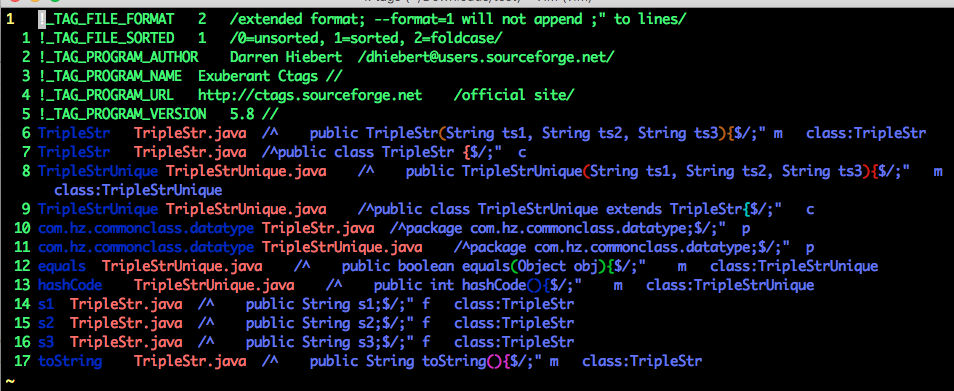 1 !_TAG_FILE_FORMAT 2 /extended format; --format=1 will not append ;" to lines/
1 !_TAG_FILE_SORTED 1 /0=unsorted, 1=sorted, 2=foldcase/
2 !_TAG_PROGRAM_AUTHOR Darren Hiebert /dhiebert@users.sourceforge.net/
3 !_TAG_PROGRAM_NAME Exuberant Ctags //
4 !_TAG_PROGRAM_URL http://ctags.sourceforge.net /official site/
5 !_TAG_PROGRAM_VERSION 5.8 //
6 TripleStr TripleStr.java /^ public TripleStr(String ts1, String ts2, String ts3){$/;" m class:TripleStr
7 TripleStr TripleStr.java /^public class TripleStr {$/;" c
8 TripleStrUnique TripleStrUnique.java /^ public TripleStrUnique(String ts1, String ts2, String ts3){$/;" m
class:TripleStrUnique
9 TripleStrUnique TripleStrUnique.java /^public class TripleStrUnique extends TripleStr{$/;" c
10 com.hz.commonclass.datatype TripleStr.java /^package com.hz.commonclass.datatype;$/;" p
11 com.hz.commonclass.datatype TripleStrUnique.java /^package com.hz.commonclass.datatype;$/;" p
12 equals TripleStrUnique.java /^ public boolean equals(Object obj){$/;" m class:TripleStrUnique
13 hashCode TripleStrUnique.java /^ public int hashCode(){$/;" m class:TripleStrUnique
14 s1 TripleStr.java /^ public String s1;$/;" f class:TripleStr
15 s2 TripleStr.java /^ public String s2;$/;" f class:TripleStr
16 s3 TripleStr.java /^ public String s3;$/;" f class:TripleStr
17 toString TripleStr.java /^ public String toString(){$/;" m class:TripleStr
~